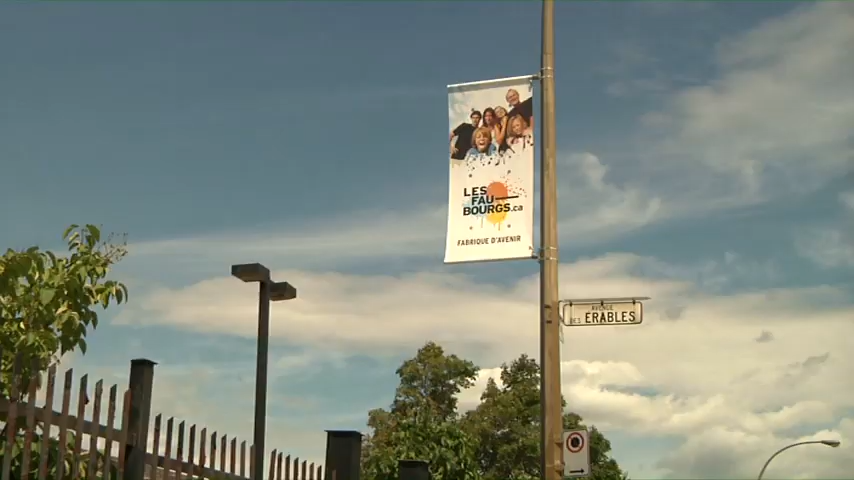 LES
FAU
BOURGS.ca
FABRIQUE D'AVENIR
AVENUE
DES ERABLES